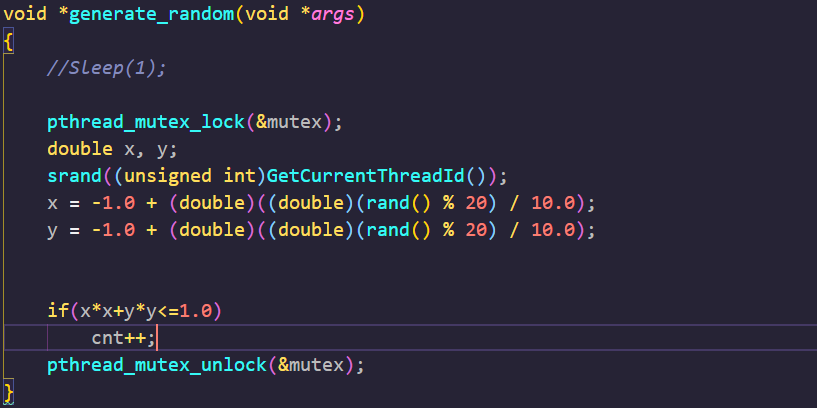 void *generate_random(void *args)
{
//Sleep(1);
pthread_mutex_lock(&mutex);
double x, y;
srand((unsigned int)GetCurrentThreadId());
x = -1.0 + (double)((double)(rand() % 20) / 10.0);
y = -1.0 + (double)((double)(rand() % 20) / 10.0);
if(x*x+y*y<=1.0)
cnt++;
pthread_mutex_unlock(&mutex);
}